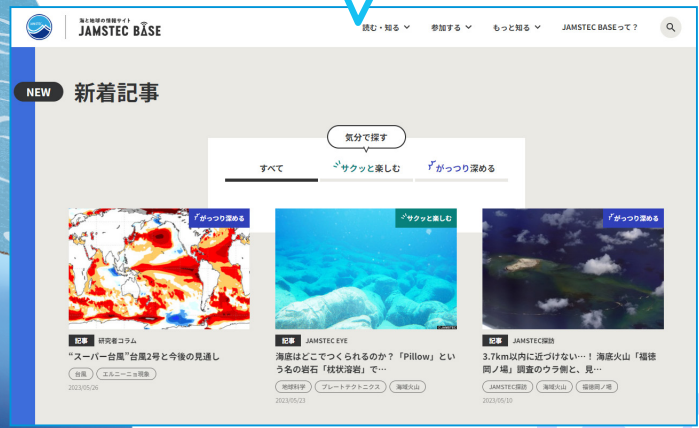 海と地球の情報サイト
JAMSTEC BASE
読む・知る
参加する
もっと知る
JAMSTEC BASEって？
NEW
新着記事
気分で探す
すべて
サクッと楽しむ
がっつり深める
がっつり深める
サクッと楽しむ
がっつり深める
記事 研究者コラム
“スーパー台風”台風2号と今後の見通し
台風 エルニーニョ現象
2023/05/26
記事 JAMSTEC EYE
海底はどこでつくられるのか？「Pillow」とい
う名の岩石「枕状溶岩」で…
地球科学 プレートテクトニクス 海域火山
2023/05/23
記事 JAMSTEC探訪
3.7km以内に近づけない…！ 海底火山「福徳
岡ノ場」調査のウラ側と、見…
JAMSTEC探訪 海域火山 福徳岡ノ場
2023/05/10